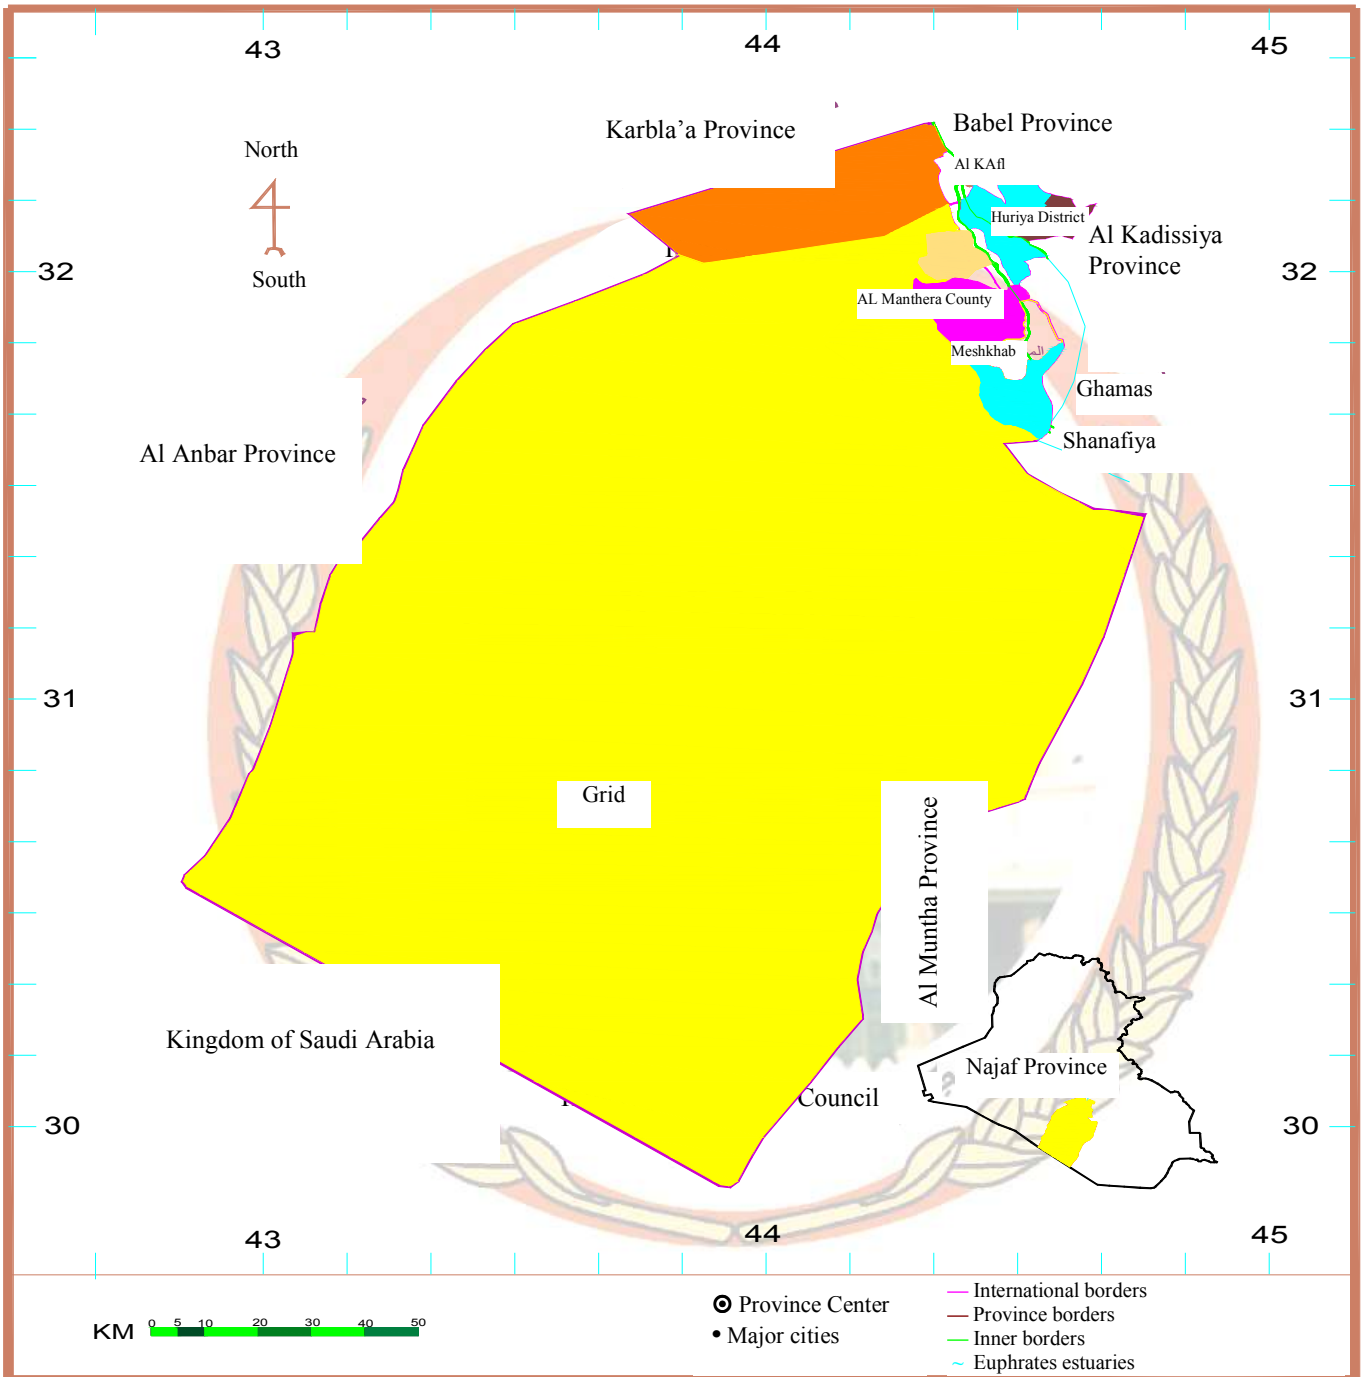 43
44
45
Karbla’a Province
Babel Province
North
Al KAfl
Huriya District
Al Kadissiya
Province
South
32
32
AL Manthera County
Meshkhab
Ghamas
Shanafiya
Al Anbar Province
31
31
Grid
Al Muntha Province
Kingdom of Saudi Arabia
Najaf Province
Council
30
30
43
44
45
KM
0 5 10 20 30 40 50
Province Center
Major cities
International borders
Province borders
Inner borders
Euphrates estuaries